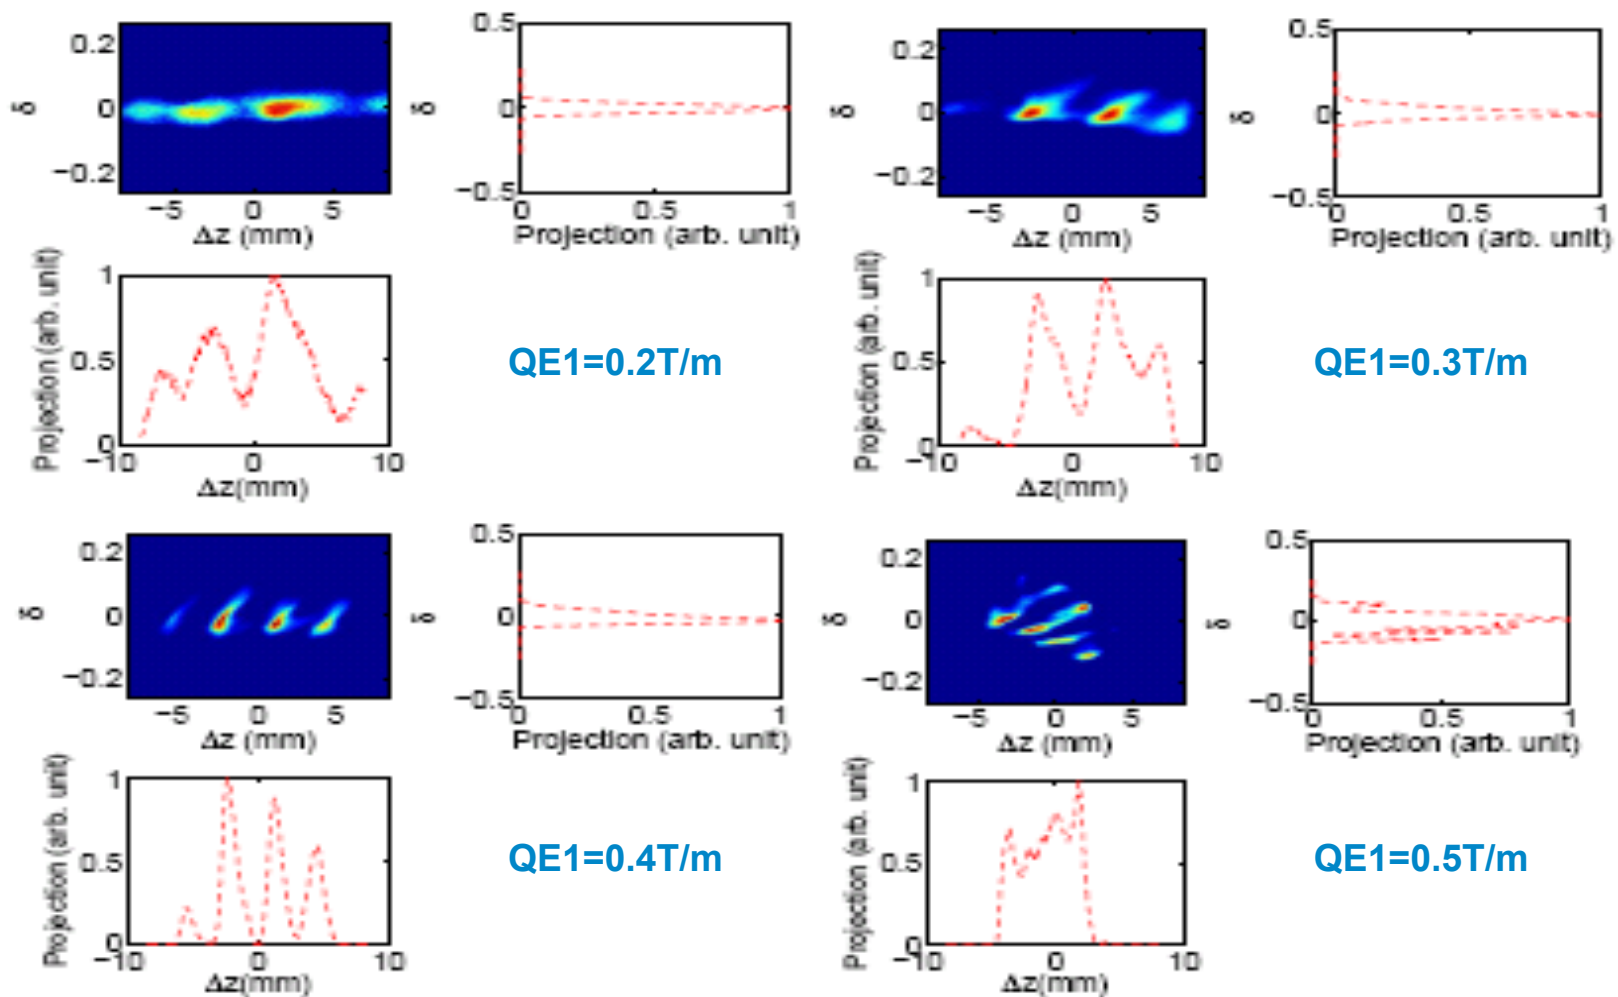 0.2
0
−0.2
δ
−5 0 5
Δz (mm)
0.5
0
−0.5
δ
0 0.5 1
Projection (arb. unit)
0.2
0
−0.2
δ
−5 0 5
Δz (mm)
0.5
0
−0.5
δ
0 0.5 1
Projection (arb. unit)
1
0.5
0
Projection (arb. unit)
−10 0 10
Δz(mm)
QE1=0.2T/m
1
0.5
0
Projection (arb. unit)
−10 0 10
Δz(mm)
QE1=0.3T/m
0.2
0
−0.2
δ
−5 0 5
Δz (mm)
0.5
0
−0.5
δ
0 0.5 1
Projection (arb. unit)
0.2
0
−0.2
δ
−5 0 5
Δz (mm)
0.5
0
−0.5
δ
0 0.5 1
Projection (arb. unit)
1
0.5
0
Projection (arb. unit)
−10 0 10
Δz(mm)
QE1=0.4T/m
1
0.5
0
Projection (arb. unit)
−10 0 10
Δz(mm)
QE1=0.5T/m